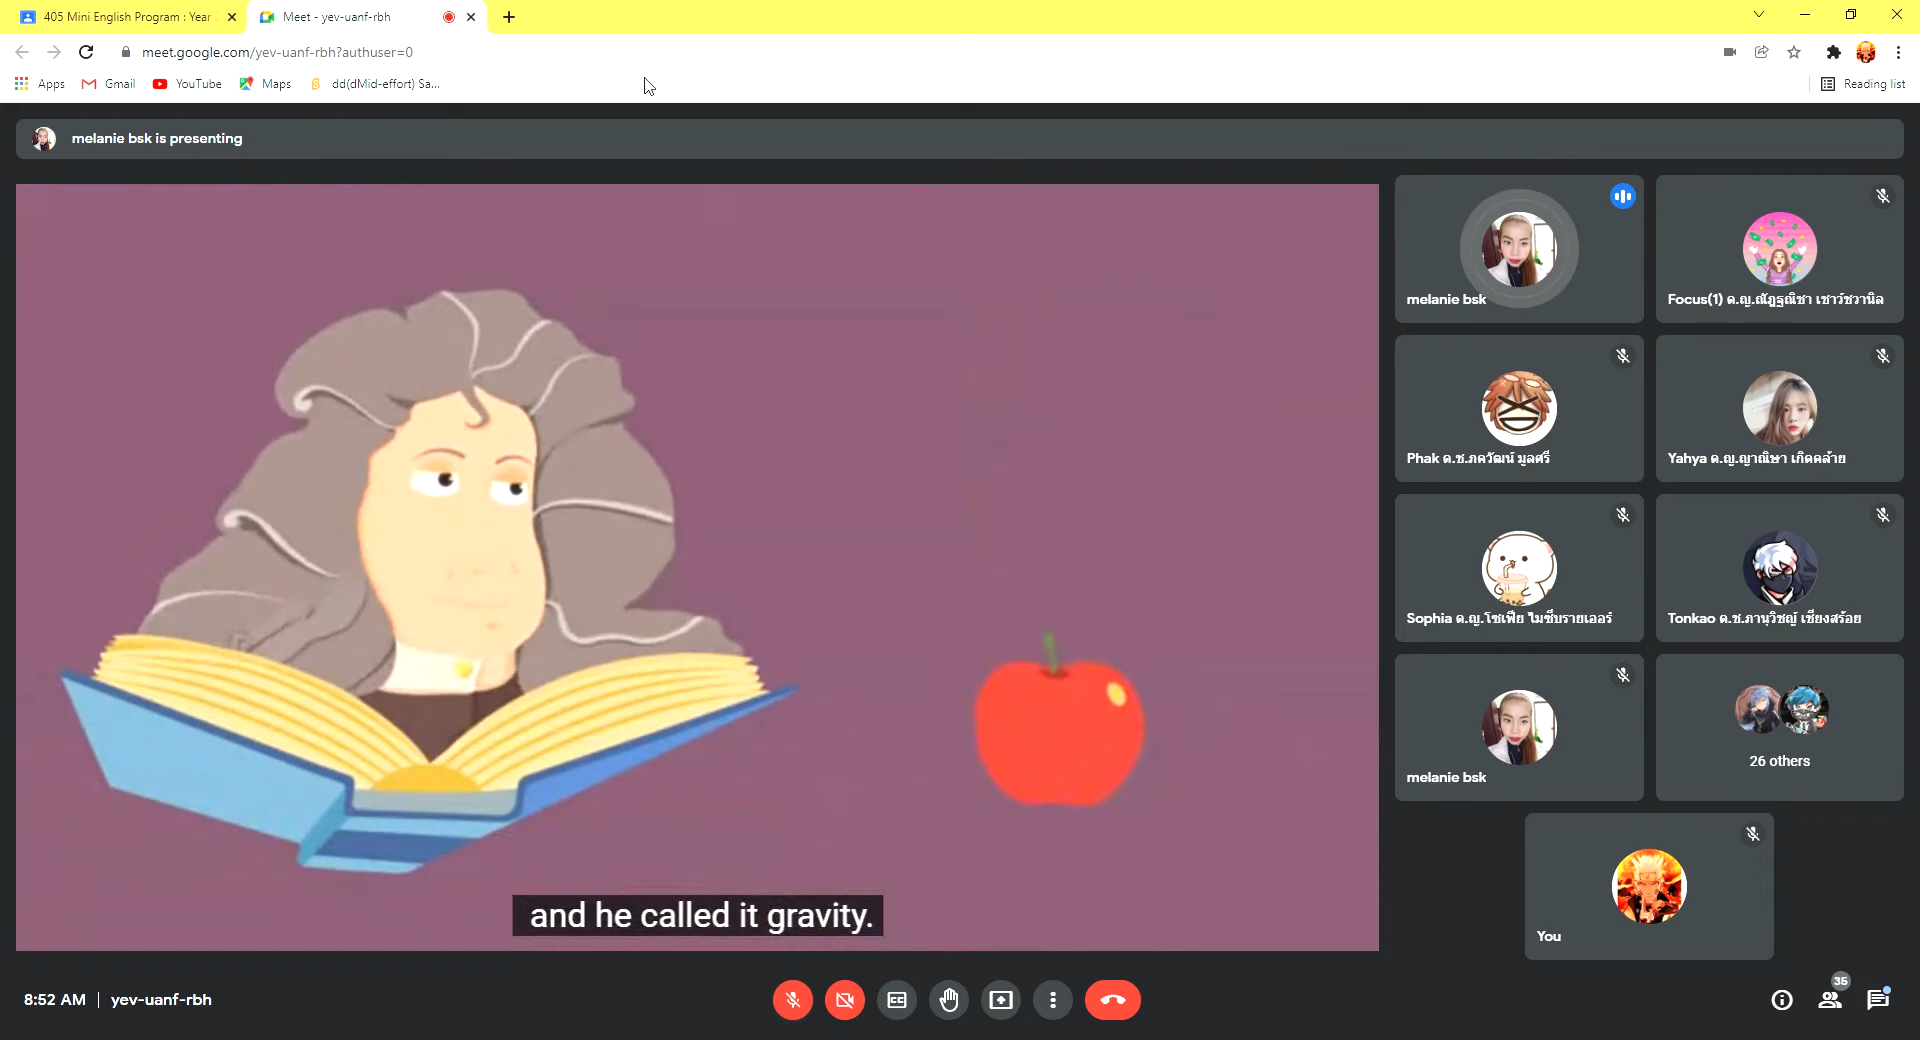 405 Mini English Program : Year
Meet - yev-uanf-rbh
meet.google.com/yev-uanf-rbh?authuser=0
Apps
Gmail
YouTube
Maps
dd(dMid-effort) Sa...
Reading list
melanie bsk is presenting
and he called it gravity.
melanie bsk
Focus(1) ด.ญ.ณัฏฐณิชา เชาว์ชวานิล
Phak ด.ช.ภควัฒน์ มูลศรี
Yahya ด.ญ.ญาณิษา เกิดคล้าย
Sophia ด.ญ.โซเฟีย ไมซึ่บรายเออร์
Tonkao ด.ช.ภานุวิชญ์ เชียงสร้อย
melanie bsk
26 others
You
8:52 AM | yev-uanf-rbh
35